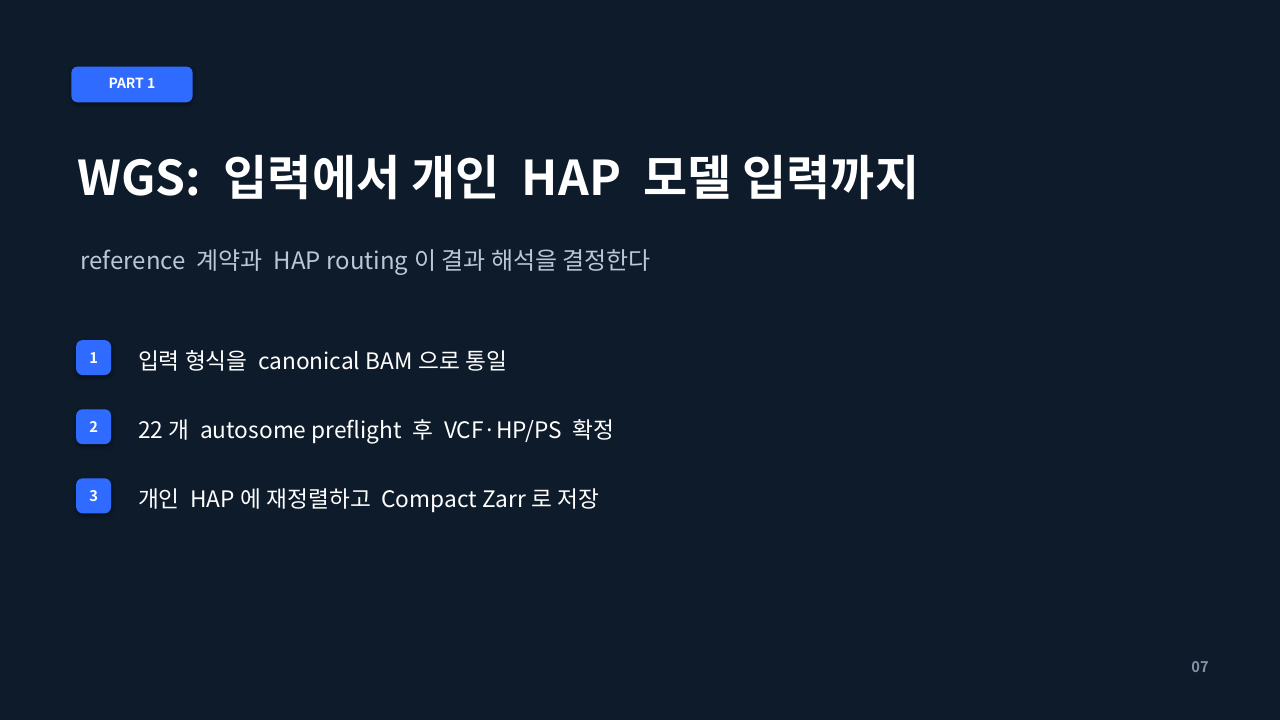 PART 1
WGS: 입력에서 개인 HAP 모델 입력까지
reference 계약과 HAP routing 이 결과 해석을 결정한다
1 입력 형식을 canonical BAM 으로 통일
2 22 개 autosome preflight 후 VCF·HP/PS 확정
3 개인 HAP 에 재정렬하고 Compact Zarr 로 저장
07